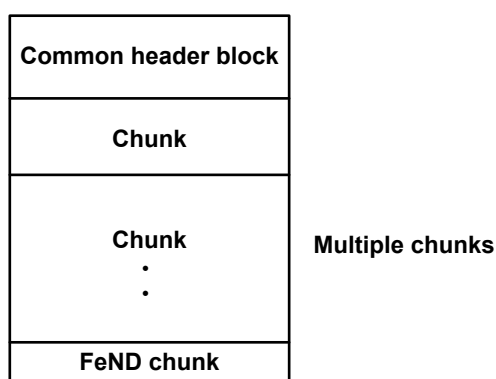 Common header block
Chunk
Chunk
Multiple chunks
FeND chunk